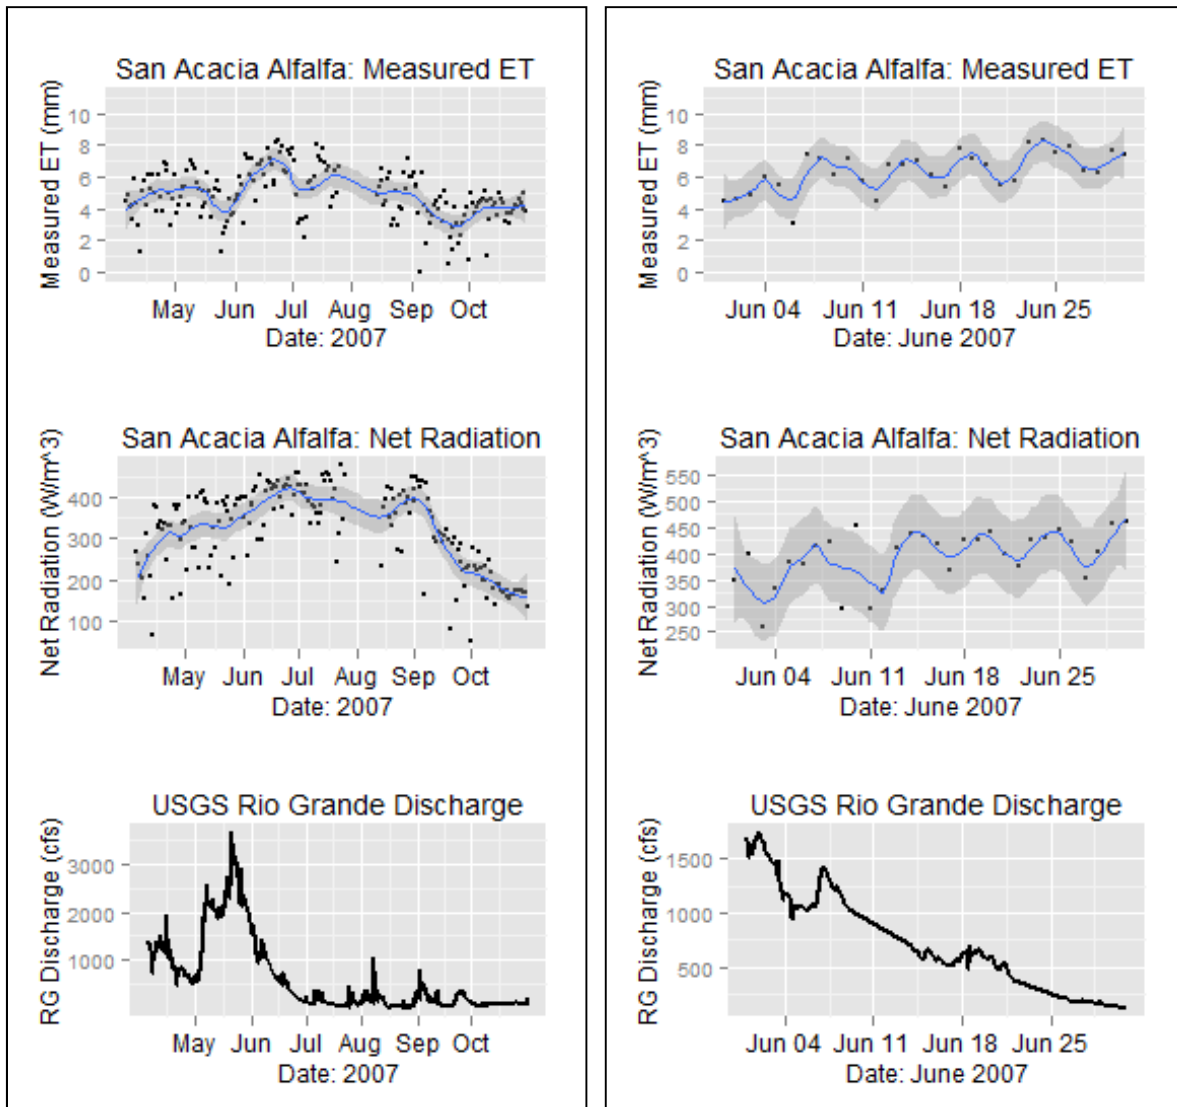 San Acacia Alfalfa: Measured ET
Measured ET (mm)
10
8
6
4
2
0
May Jun Jul Aug Sep Oct
Date: 2007
San Acacia Alfalfa: Net Radiation
Net Radiation (W/m^3)
400
300
200
100
May Jun Jul Aug Sep Oct
Date: 2007
USGS Rio Grande Discharge
RG Discharge (cfs)
3000
2000
1000
May Jun Jul Aug Sep Oct
Date: 2007
San Acacia Alfalfa: Measured ET
Measured ET (mm)
10
8
6
4
2
0
Jun 04 Jun 11 Jun 18 Jun 25
Date: June 2007
San Acacia Alfalfa: Net Radiation
Net Radiation (W/m^3)
550
500
450
400
350
300
250
Jun 04 Jun 11 Jun 18 Jun 25
Date: June 2007
USGS Rio Grande Discharge
RG Discharge (cfs)
1500
1000
500
Jun 04 Jun 11 Jun 18 Jun 25
Date: June 2007